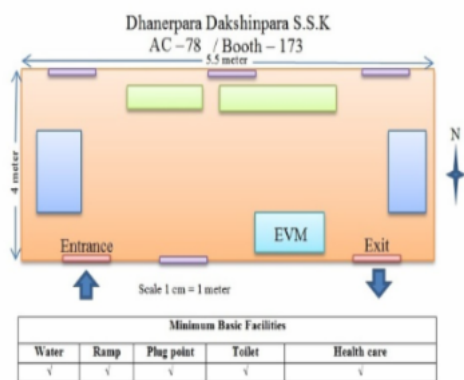 Dhanerpara Dakshinpara S.S.K
AC –78 / Booth – 173
5.5 meter
4 meter
N
EVM
Entrance
Exit
Scale 1 cm = 1 meter
Minimum Basic Facilities
Water Ramp Plug point Toilet Health care
√ √ √ √ √